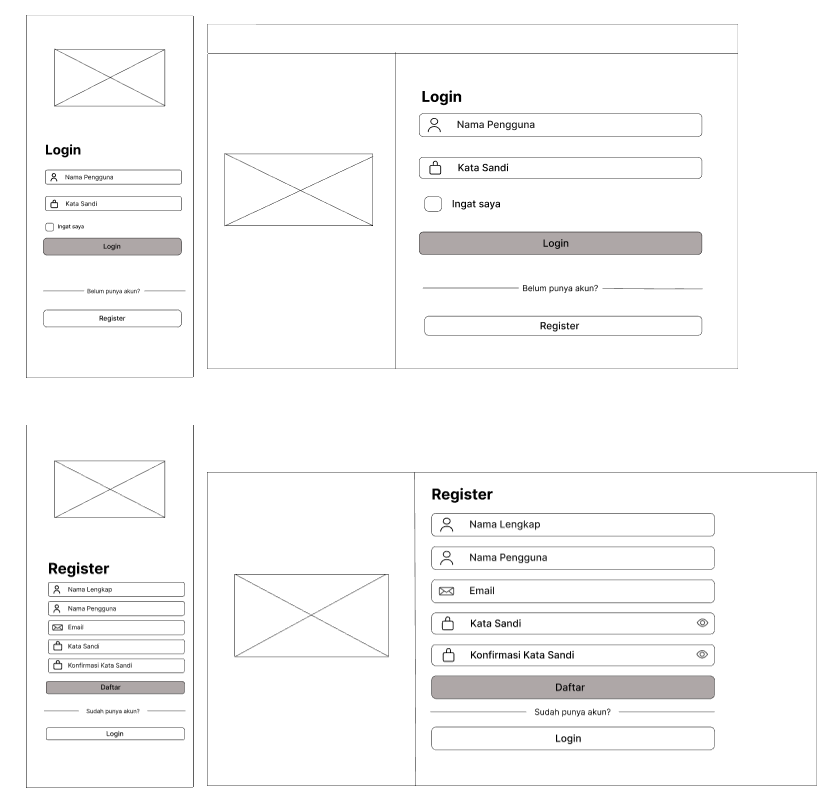 Login
Nama Pengguna
Kata Sandi
Ingat saya
Login
Belum punya akun?
Register
Login
Nama Pengguna
Kata Sandi
Ingat saya
Login
Belum punya akun?
Register
Register
Nama Lengkap
Nama Pengguna
Email
Kata Sandi
Konfirmasi Kata Sandi
Daftar
Sudah punya akun?
Login
Register
Nama Lengkap
Nama Pengguna
Email
Kata Sandi
Konfirmasi Kata Sandi
Daftar
Sudah punya akun?
Login